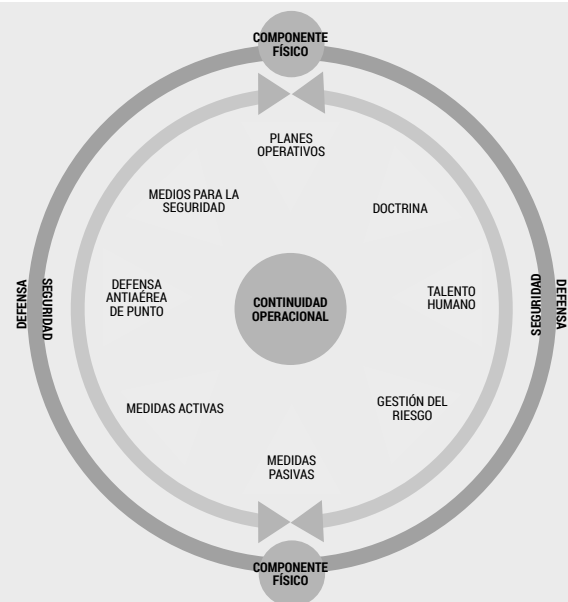 COMPONENTE
FÍSICO
PLANES
OPERATIVOS
MEDIOS PARA LA
SEGURIDAD
DOCTRINA
DEFENSA
SEGURIDAD
DEFENSA
ANTIAÉREA
DE PUNTO
CONTINUIDAD
OPERACIONAL
TALENTO
HUMANO
SEGURIDAD
DEFENSA
MEDIDAS ACTIVAS
GESTIÓN DEL
RIESGO
MEDIDAS
PASIVAS
COMPONENTE
FÍSICO